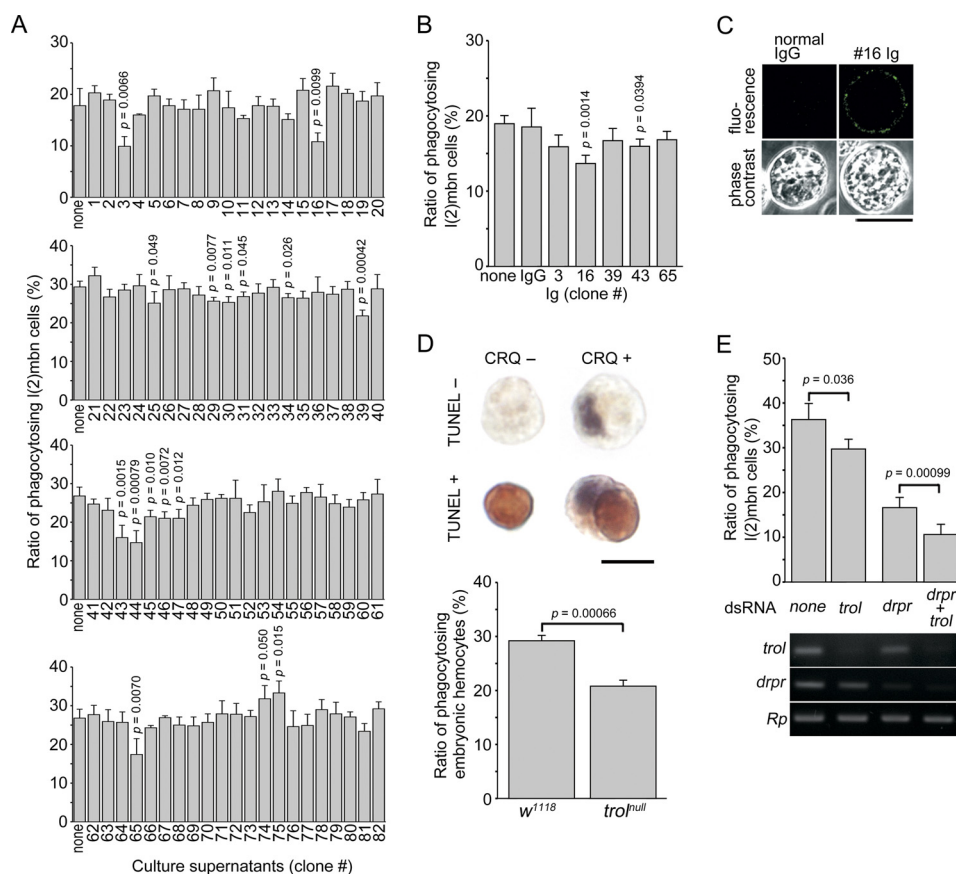 A
Ratio of phagocytosing l(2)mbn cells (%)
30
20
10
0
p = 0.0066
p = 0.0099
none 1 2 3 4 5 6 7 8 9 10 11 12 13 14 15 16 17 18 19 20
40
30
20
10
0
p = 0.049
p = 0.0077
p = 0.011
p = 0.045
p = 0.026
p = 0.00042
none 21 22 23 24 25 26 27 28 29 30 31 32 33 34 35 36 37 38 39 40
40
30
20
10
0
p = 0.0015
p = 0.00079
p = 0.010
p = 0.0072
p = 0.012
none 41 42 43 44 45 46 47 48 49 50 51 52 53 54 55 56 57 58 59 60 61
40
30
20
10
0
p = 0.0070
p = 0.050
p = 0.015
none 62 63 64 65 66 67 68 69 70 71 72 73 74 75 76 77 78 79 80 81 82
Culture supernatants (clone #)
B
Ratio of phagocytosing
l(2)mbn cells (%)
30
20
10
0
p = 0.0014
p = 0.0394
none IgG 3 16 39 43 65
Ig (clone #)
C
normal
IgG
#16 Ig
fluo-
rescence
phase
contrast
D
CRQ – CRQ +
TUNEL –
TUNEL +
Ratio of phagocytosing
embryonic hemocytes (%)
40
30
20
10
0
p = 0.00066
w1118 trolnull
E
Ratio of phagocytosing
l(2)mbn cells (%)
50
40
30
20
10
0
p = 0.036
p = 0.00099
dsRNA none trol drpr drpr
+
trol
trol
drpr
Rp